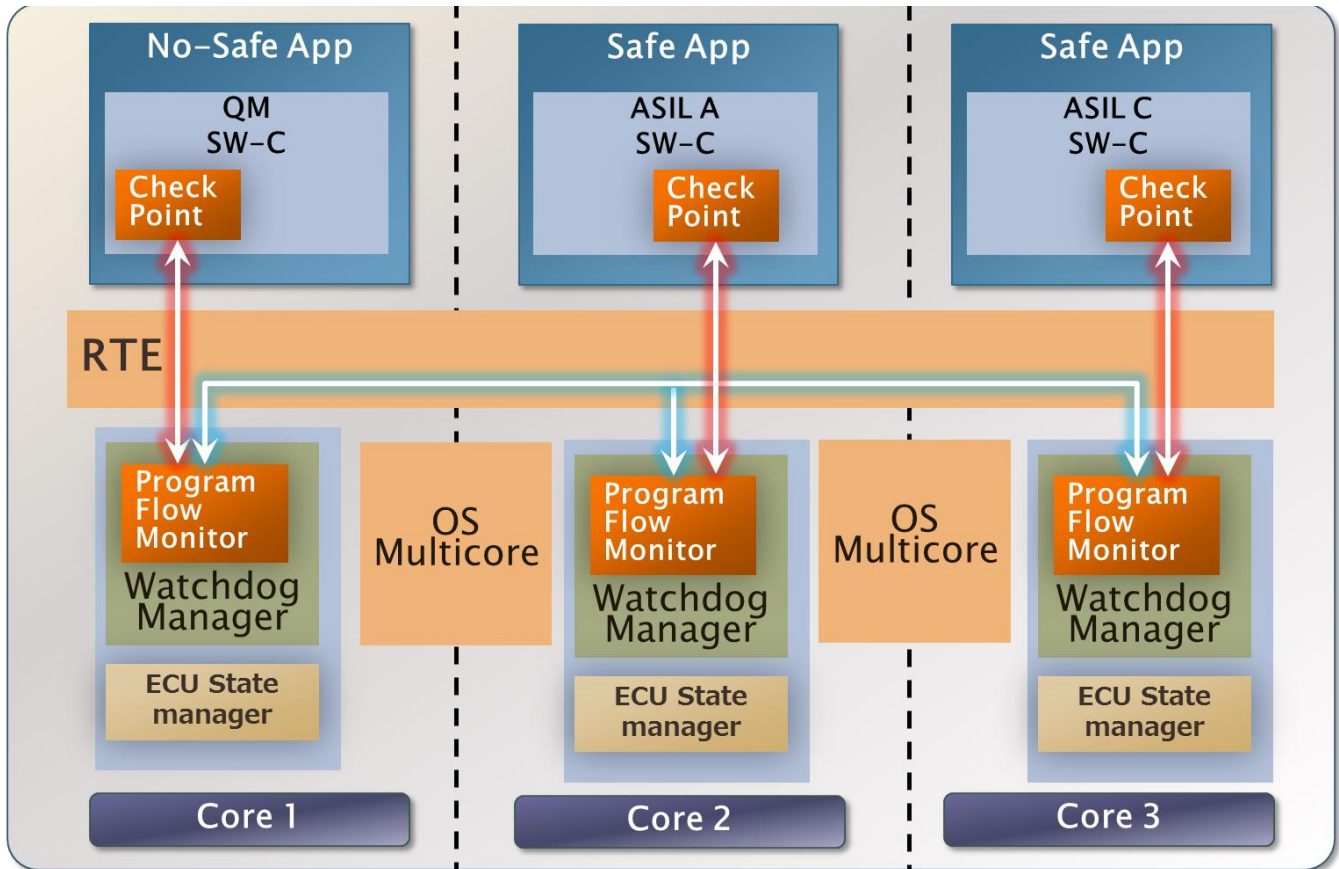 No-Safe App
QM
SW-C
Check
Point
Safe App
ASIL A
SW-C
Check
Point
Safe App
ASIL C
SW-C
Check
Point
RTE
Program
Flow
Monitor
Watchdog
Manager
ECU State
manager
OS
Multicore
Program
Flow
Monitor
Watchdog
Manager
ECU State
manager
OS
Multicore
Program
Flow
Monitor
Watchdog
Manager
ECU State
manager
Core 1
Core 2
Core 3